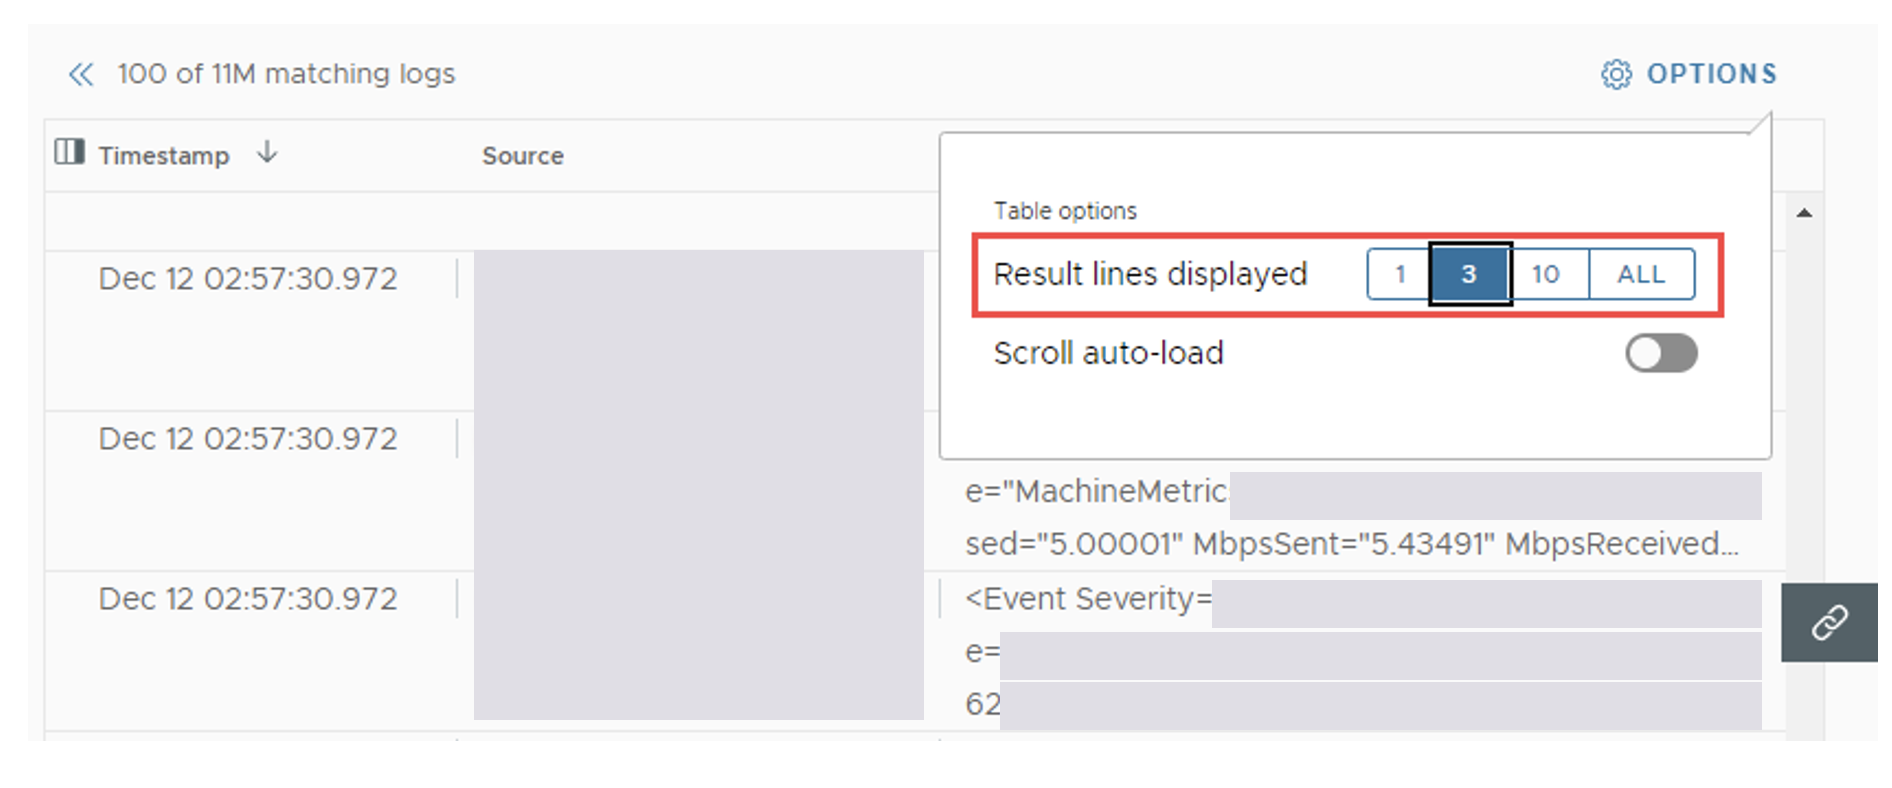 100 of 11M matching logs
OPTIONS
Timestamp Source
Table options
Result lines displayed 1 3 10 ALL
Scroll auto-load
Dec 12 02:57:30.972
Dec 12 02:57:30.972
e="MachineMetric
sed="5.00001" MbpsSent="5.43491" MbpsReceived...
Dec 12 02:57:30.972
<Event Severity=
e=
62